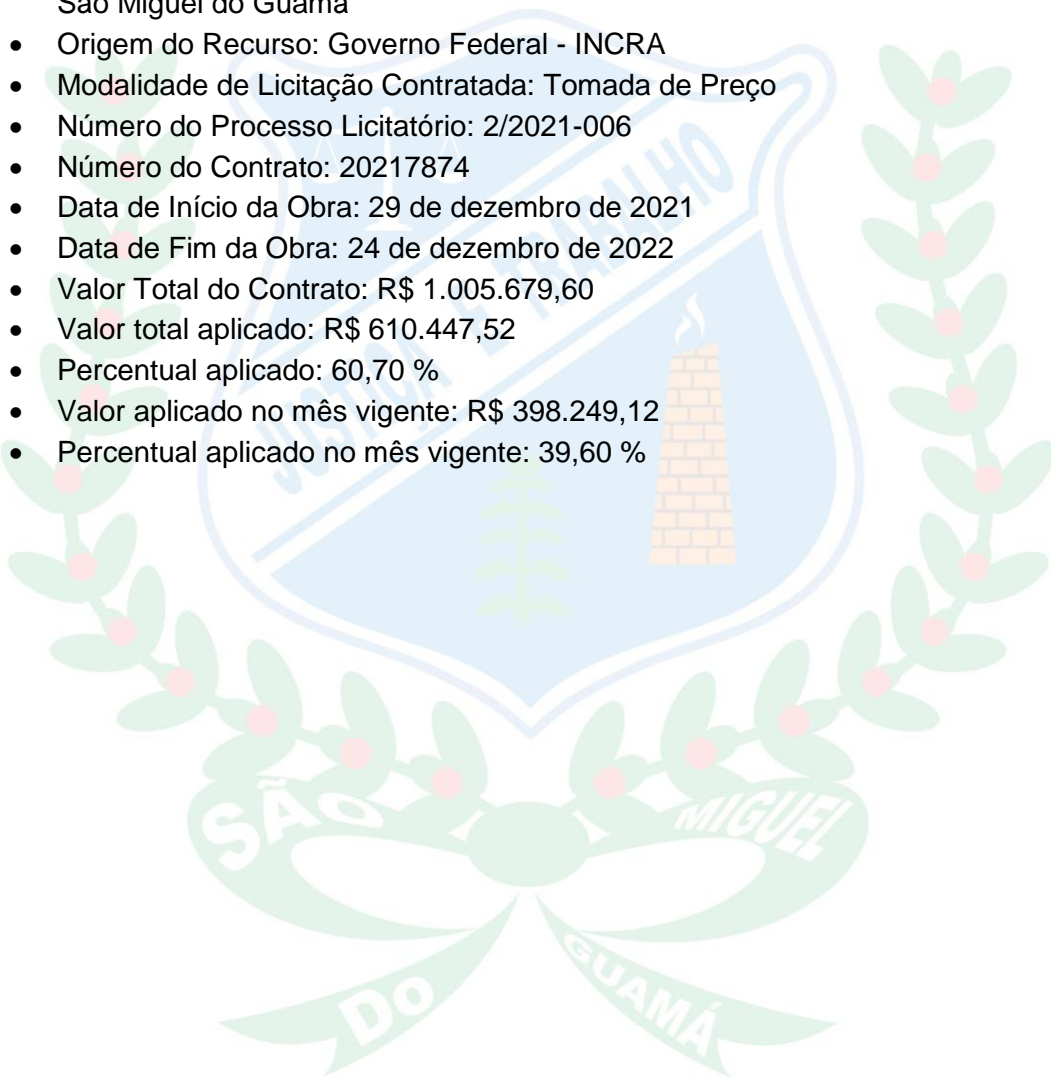 São Miguel do Guamá
• Origem do Recurso: Governo Federal - INCRA
• Modalidade de Licitação Contratada: Tomada de Preço
• Número do Processo Licitatório: 2/2021-006
• Número do Contrato: 20217874
• Data de Início da Obra: 29 de dezembro de 2021
• Data de Fim da Obra: 24 de dezembro de 2022
• Valor Total do Contrato: R$ 1.005.679,60
• Valor total aplicado: R$ 610.447,52
• Percentual aplicado: 60,70 %
• Valor aplicado no mês vigente: R$ 398.249,12
• Percentual aplicado no mês vigente: 39,60 %
JUSTIÇA E TRABALHO
SÃO MIGUEL
DO GUAMÁ